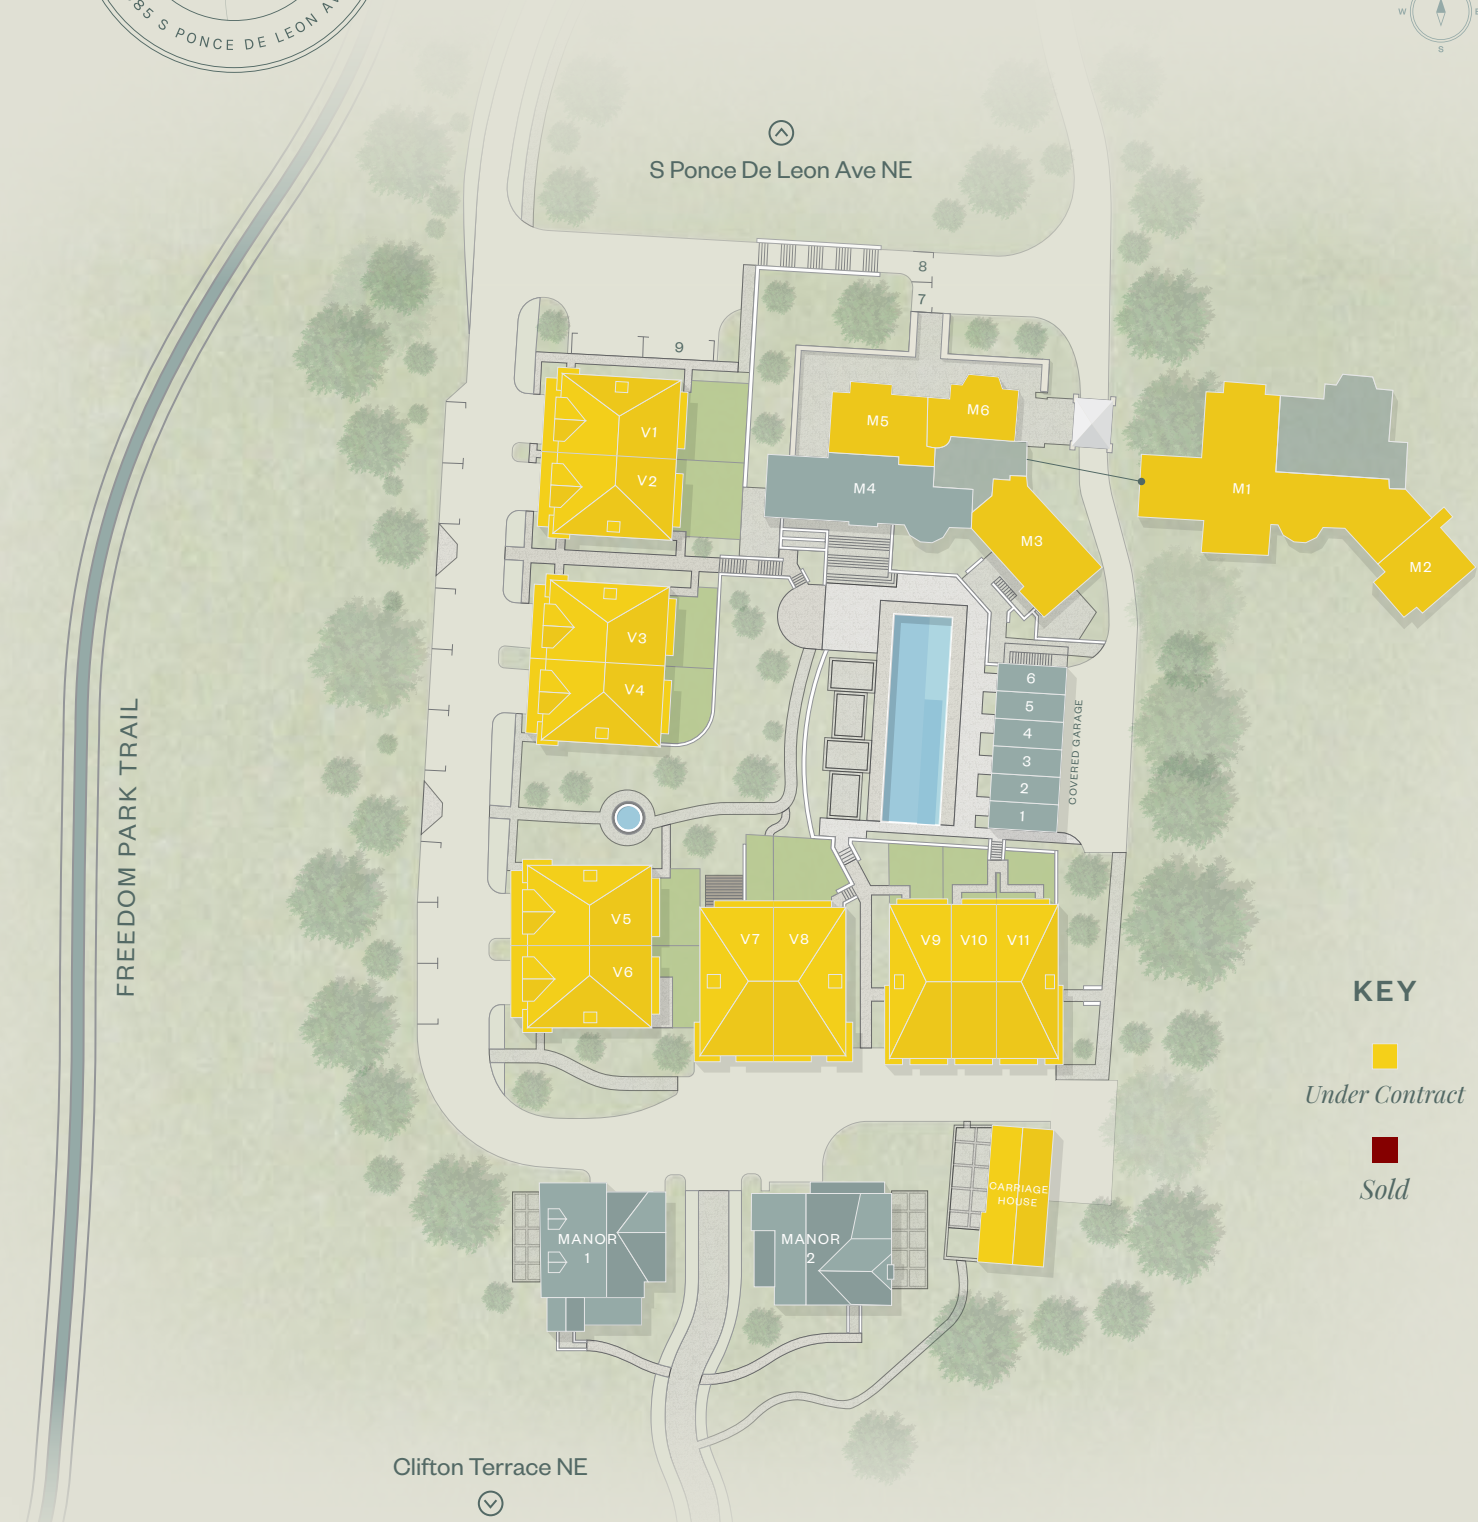 85 S PONCE DE LEON AV
W
S
S Ponce De Leon Ave NE
8
7
9
V1
V2
M5
M6
M4
M3
M1
M2
V3
V4
6
5
4
3
2
1
COVERED GARAGE
FREEDOM PARK TRAIL
V5
V6
V7
V8
V9
V10
V11
KEY
Under Contract
Sold
CARRIAGE
HOUSE
MANOR
1
MANOR
2
Clifton Terrace NE